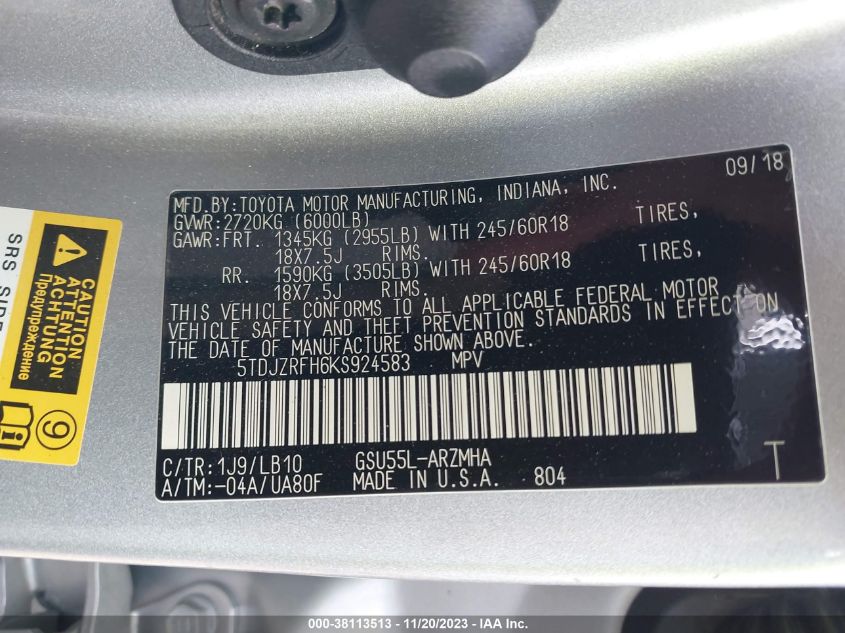 09/18
MFD.BY:TOYOTA MOTOR MANUFACTURING, INDIANA, INC.
GVWR:2720KG (6000LB)
GAWR:FRT. 1345KG (2955LB) WITH 245/60R18 TIRES,
18X7.5J RIMS.
RR. 1590KG (3505LB) WITH 245/60R18 TIRES,
18X7.5J RIMS.
THIS VEHICLE CONFORMS TO ALL APPLICABLE FEDERAL MOTOR
VEHICLE SAFETY AND THEFT PREVENTION STANDARDS IN EFFECT ON
THE DATE OF MANUFACTURE SHOWN ABOVE.
5TDJZRFH6KS924583 MPV
C/TR:1J9/LB10 GSU55L-ARZMHA
A/TM:-04A/UA80F MADE IN U.S.A. 804
T
SRS SIDE
CAUTION
ATTENTION
ACHTUNG
Предупреждение
9
i
000-38113513 - 11/20/2023 - IAA Inc.